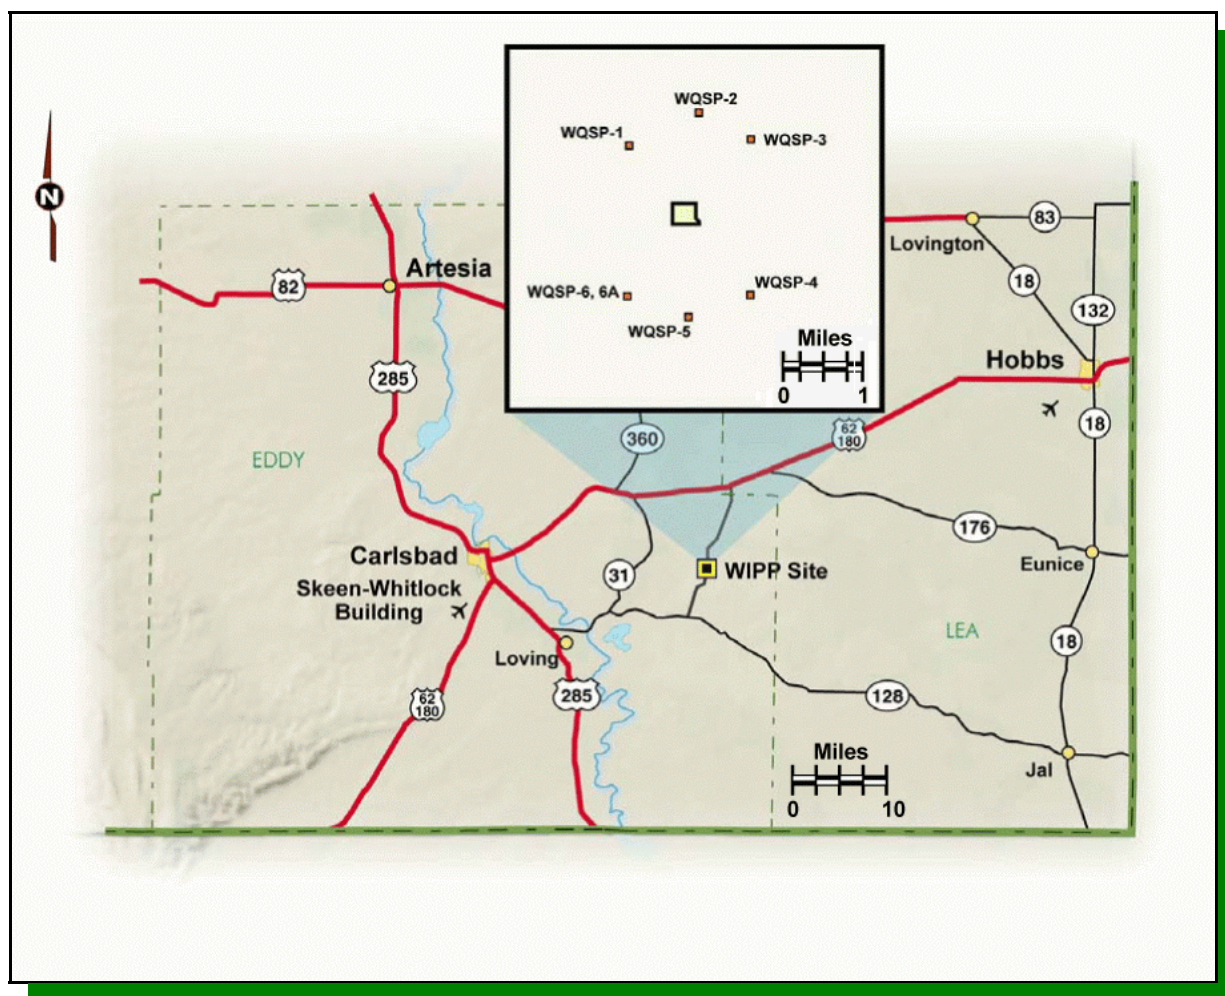 WQSP-2
WQSP-1
WQSP-3
N
83
Lovington
Artesia
82
18
WQSP-6, 6A
WQSP-4
132
WQSP-5
Miles
0 1
Hobbs
285
18
360
62
180
EDDY
176
Carlsbad
Eunice
31
WIPP Site
Skeen-Whitlock
Building
LEA
18
Loving
62
180
285
128
Miles
0 10
Jal